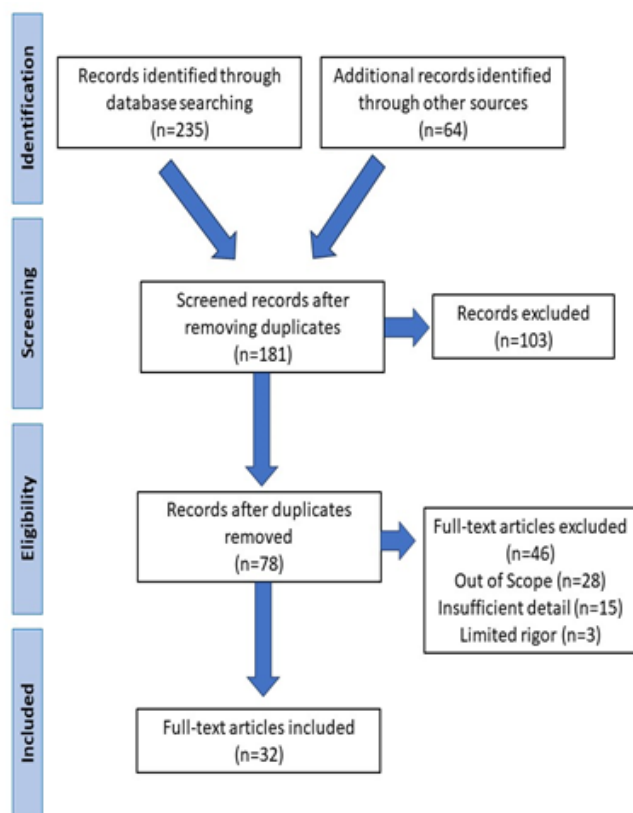 Identification
Records identified through
database searching
(n=235)
Additional records identified
through other sources
(n=64)
Screening
Screened records after
removing duplicates
(n=181)
Records excluded
(n=103)
Eligibility
Records after duplicates
removed
(n=78)
Full-text articles excluded
(n=46)
Out of Scope (n=28)
Insufficient detail (n=15)
Limited rigor (n=3)
Included
Full-text articles included
(n=32)